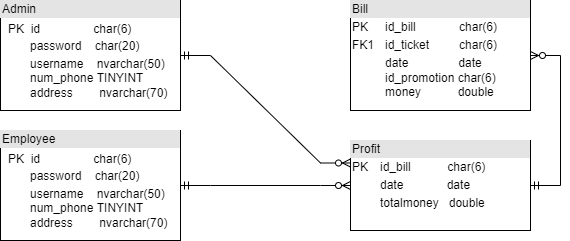 Admin
PK id char(6)
password char(20)
username nvarchar(50)
num_phone TINYINT
address nvarchar(70)
Bill
PK id_bill char(6)
FK1 id_ticket char(6)
date date
id_promotion char(6)
money double
Employee
PK id char(6)
password char(20)
username nvarchar(50)
num_phone TINYINT
address nvarchar(70)
Profit
PK id_bill char(6)
date date
totalmoney double